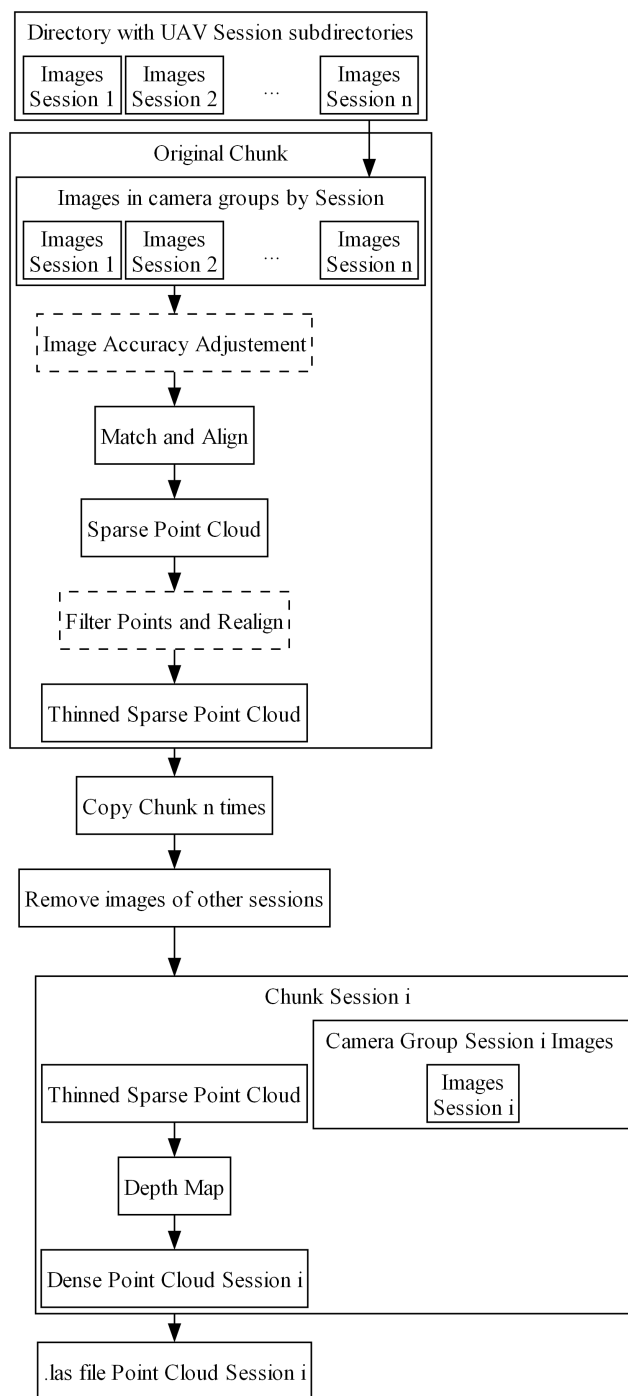 Directory with UAV Session subdirectories
Images Images ... Images
Session 1 Session 2 Session n
Original Chunk
Images in camera groups by Session
Images Images ... Images
Session 1 Session 2 Session n
Image Accuracy Adjustement
Match and Align
Sparse Point Cloud
Filter Points and Realign
Thinned Sparse Point Cloud
Copy Chunk n times
Remove images of other sessions
Chunk Session i
Camera Group Session i Images
Images
Session i
Thinned Sparse Point Cloud
Depth Map
Dense Point Cloud Session i
.las file Point Cloud Session i